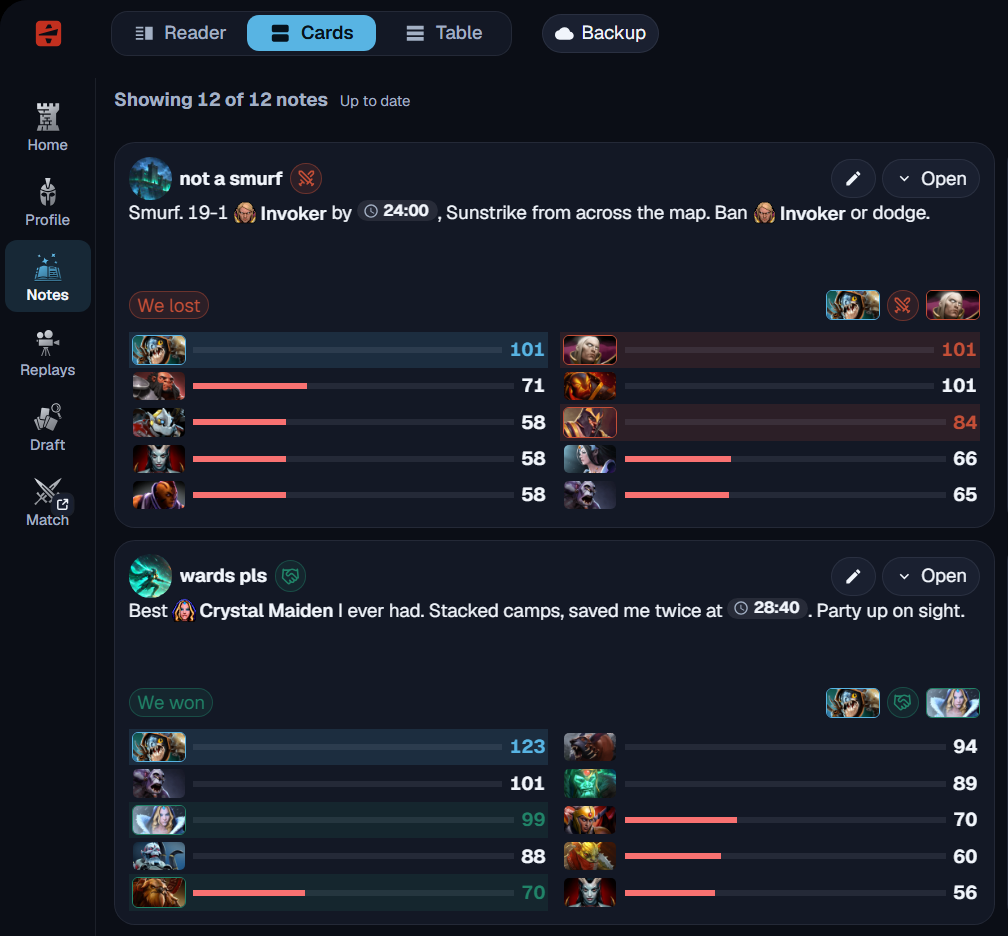 Reader Cards Table Backup
Showing 12 of 12 notes Up to date
Home
Profile
Notes
Replays
Draft
Match
not a smurf Open
Smurf. 19-1 Invoker by 24:00, Sunstrike from across the map. Ban Invoker or dodge.
We lost
101 101
71 101
58 84
58 66
58 65
wards pls Open
Best Crystal Maiden I ever had. Stacked camps, saved me twice at 28:40. Party up on sight.
We won
123 94
101 89
99 70
88 60
70 56